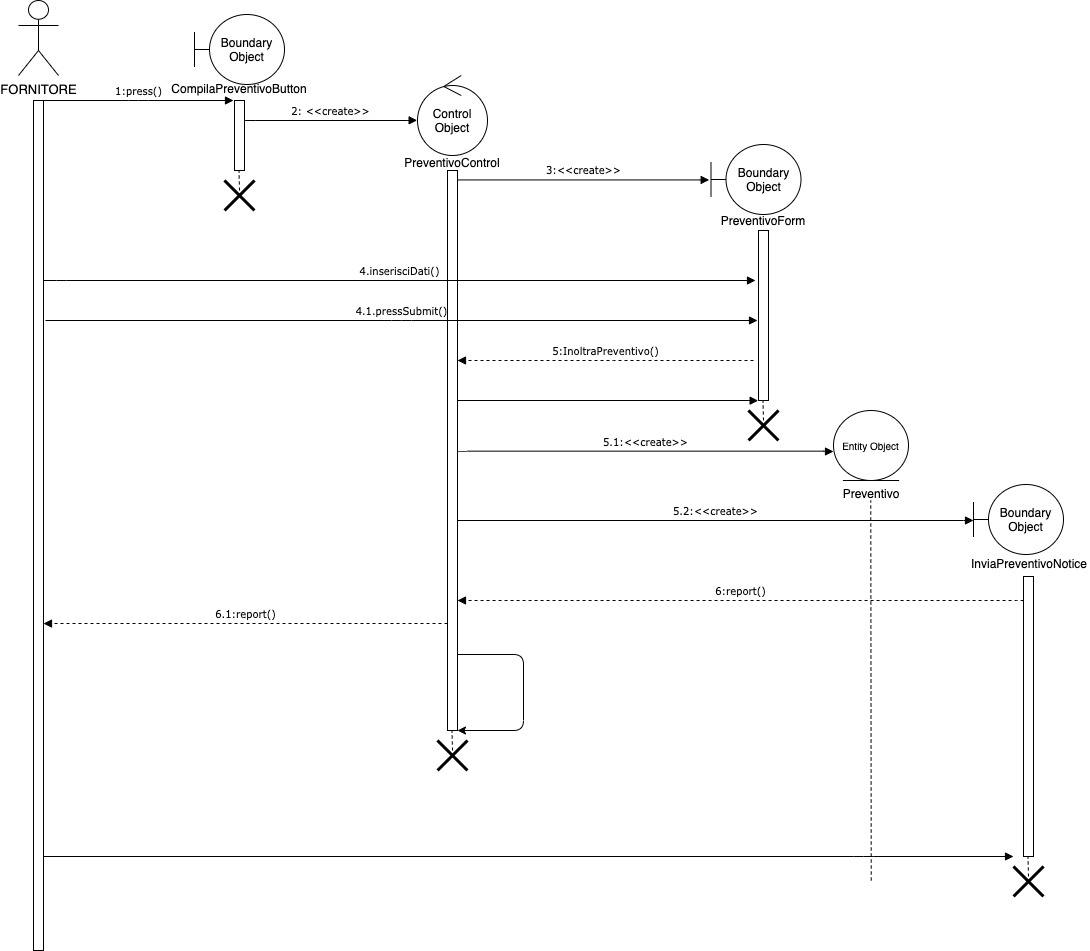 Boundary
Object
FORNITORE
CompilaPreventivoButton
1:press()
2: <<create>>
Control
Object
PreventivoControl
3:<<create>>
Boundary
Object
PreventivoForm
4.inserisciDati()
4.1.pressSubmit()
5:InoltraPreventivo()
5.1:<<create>>
Entity Object
Preventivo
5.2:<<create>>
Boundary
Object
InviaPreventivoNotice
6:report()
6.1:report()